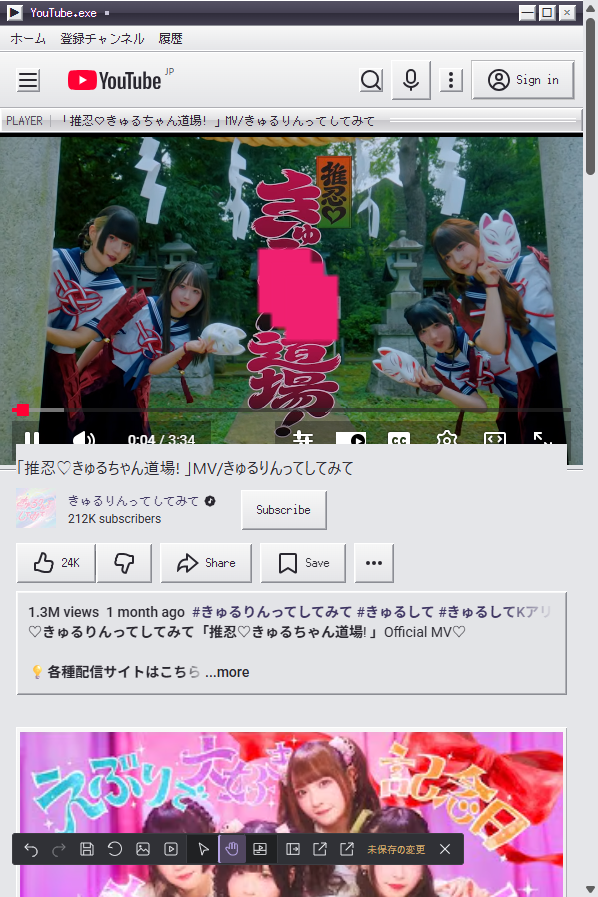 YouTube.exe
ホーム 登録チャンネル 履歴
YouTube JP
Sign in
PLAYER 「推忍♡きゅるちゃん道場! 」MV/きゅるりんってしてみて
推忍♡
きゅ
道場!
0:04 / 3:34
CC
「推忍♡きゅるちゃん道場! 」MV/きゅるりんってしてみて
きゅるりんってしてみて
212K subscribers
Subscribe
24K
Share
Save
1.3M views 1 month ago #きゅるりんってしてみて #きゅるして #きゅるしてKアリ
♡きゅるりんってしてみて「推忍♡きゅるちゃん道場! 」Official MV♡
💡各種配信サイトはこちら ...more
えぶりで大好き記念日
未保存の変更